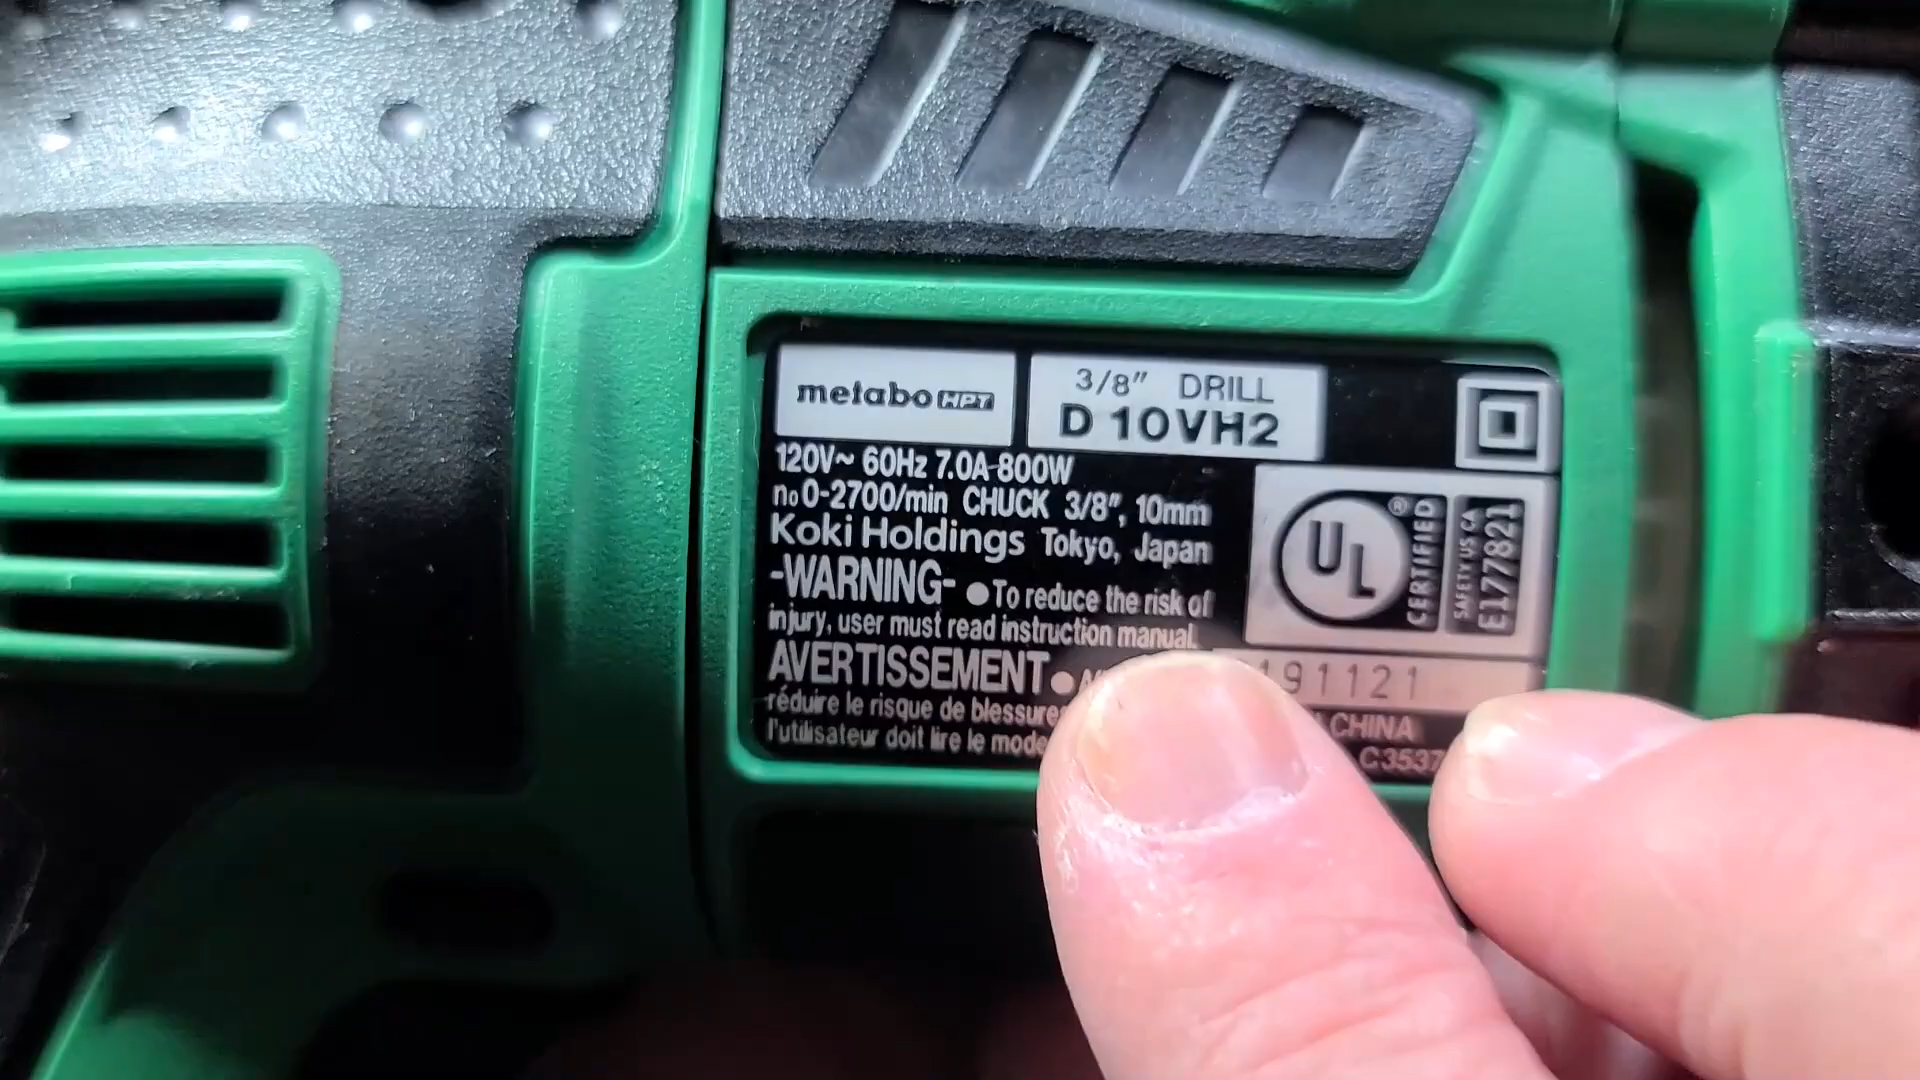 metabo HPT
3/8″ DRILL
D 10VH2
120V~ 60Hz 7.0A 800W
no0-2700/min CHUCK 3/8″, 10mm
Koki Holdings Tokyo, Japan
-WARNING- ●To reduce the risk of
injury, user must read instruction manual.
AVERTISSEMENT ●
réduire le risque de blessure
l'utilisateur doit lire le mode
UL ®
CERTIFIED
SAFETY US CA
E177821
191121
CHINA
C3537